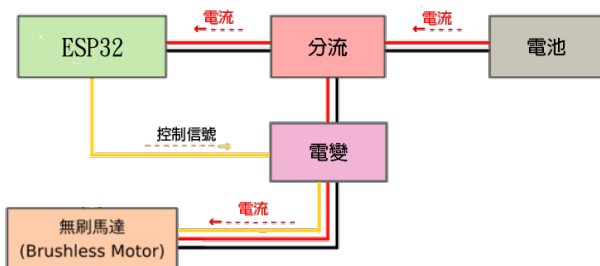 電流
電流
ESP32
分流
電池
控制信號
電變
電流
無刷馬達
(Brushless Motor)